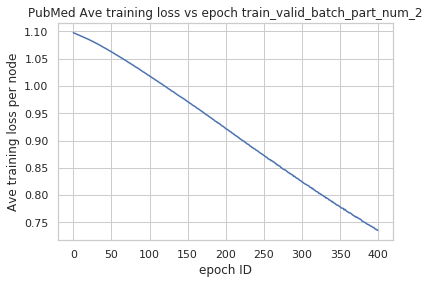 PubMed Ave training loss vs epoch train_valid_batch_part_num_2
1.10
1.05
1.00
0.95
0.90
0.85
0.80
0.75
Ave training loss per node
0 50 100 150 200 250 300 350 400
epoch ID